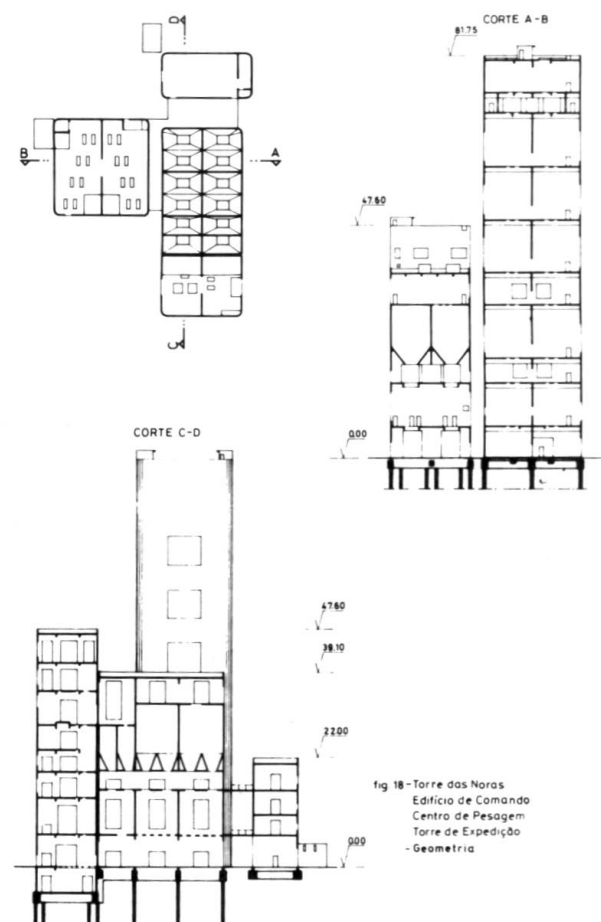 CORTE A-B
D
81.75
B
A
47.60
C
0.00
CORTE C-D
47.60
39.10
22.00
0.00
fig. 18 - Torre das Noras
Edifício de Comando
Centro de Pesagem
Torre de Expedição
- Geometria